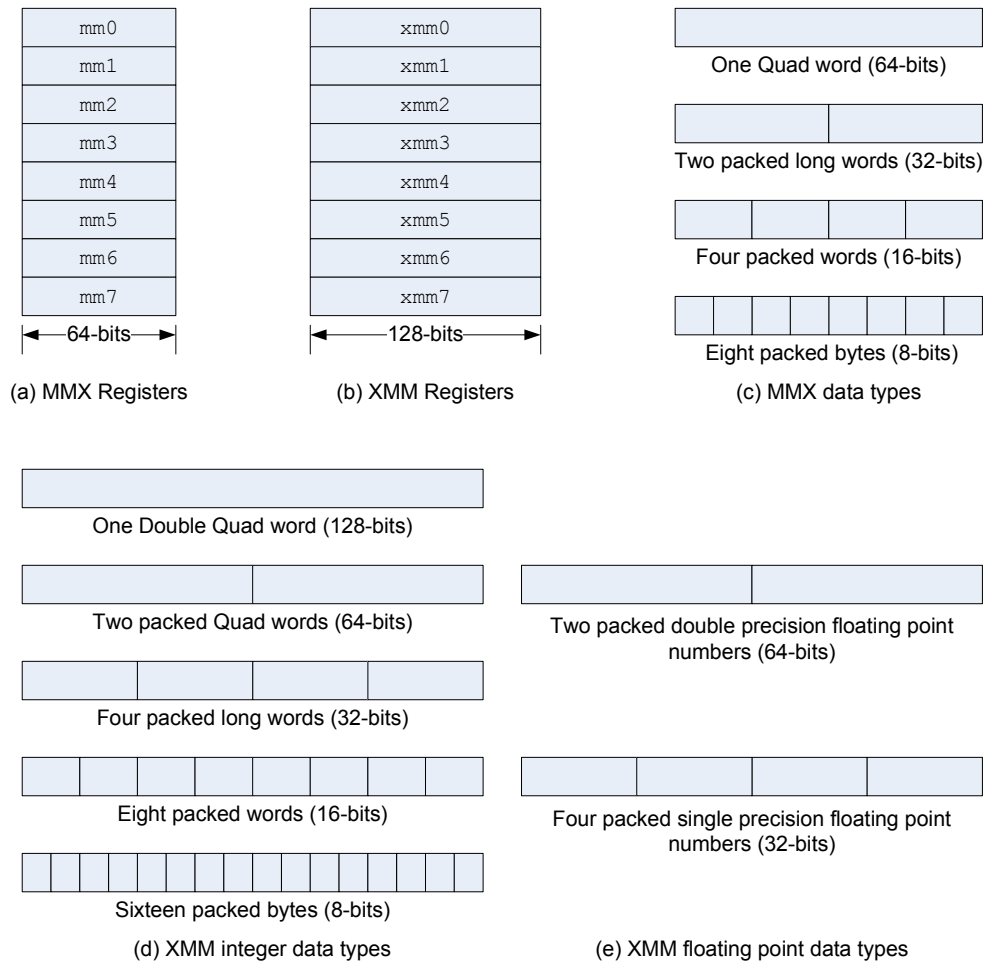 mm0
mm1
mm2
mm3
mm4
mm5
mm6
mm7
64-bits
(a) MMX Registers
xmm0
xmm1
xmm2
xmm3
xmm4
xmm5
xmm6
xmm7
128-bits
(b) XMM Registers
One Quad word (64-bits)
Two packed long words (32-bits)
Four packed words (16-bits)
Eight packed bytes (8-bits)
(c) MMX data types
One Double Quad word (128-bits)
Two packed Quad words (64-bits)
Four packed long words (32-bits)
Eight packed words (16-bits)
Sixteen packed bytes (8-bits)
(d) XMM integer data types
Two packed double precision floating point
numbers (64-bits)
Four packed single precision floating point
numbers (32-bits)
(e) XMM floating point data types